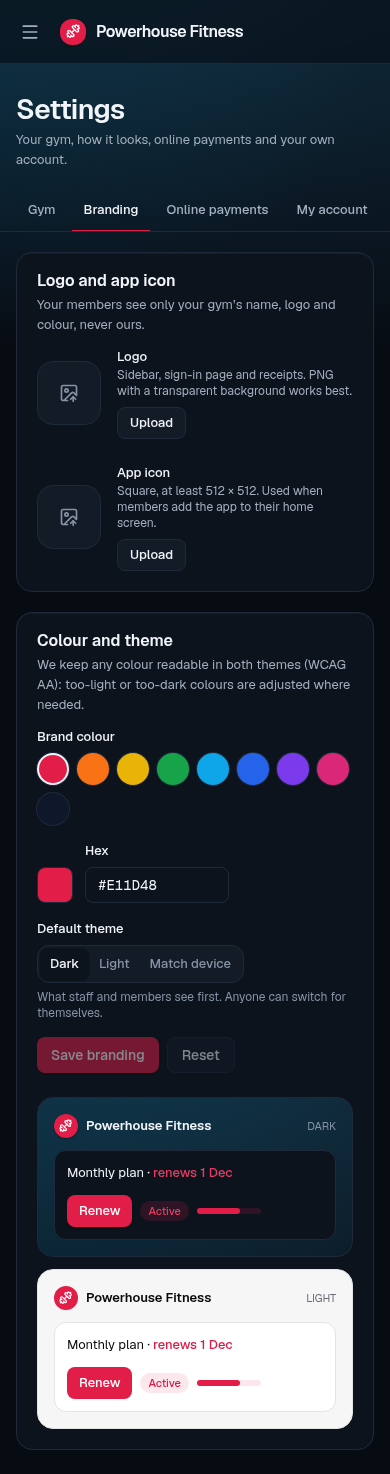 Powerhouse Fitness
Settings
Your gym, how it looks, online payments and your own
account.
Gym Branding Online payments My account
Logo and app icon
Your members see only your gym's name, logo and
colour, never ours.
Logo
Sidebar, sign-in page and receipts. PNG
with a transparent background works best.
Upload
App icon
Square, at least 512 × 512. Used when
members add the app to their home
screen.
Upload
Colour and theme
We keep any colour readable in both themes (WCAG
AA): too-light or too-dark colours are adjusted where
needed.
Brand colour
Hex
#E11D48
Default theme
Dark Light Match device
What staff and members see first. Anyone can switch for
themselves.
Save branding Reset
Powerhouse Fitness DARK
Monthly plan · renews 1 Dec
Renew Active
Powerhouse Fitness LIGHT
Monthly plan · renews 1 Dec
Renew Active